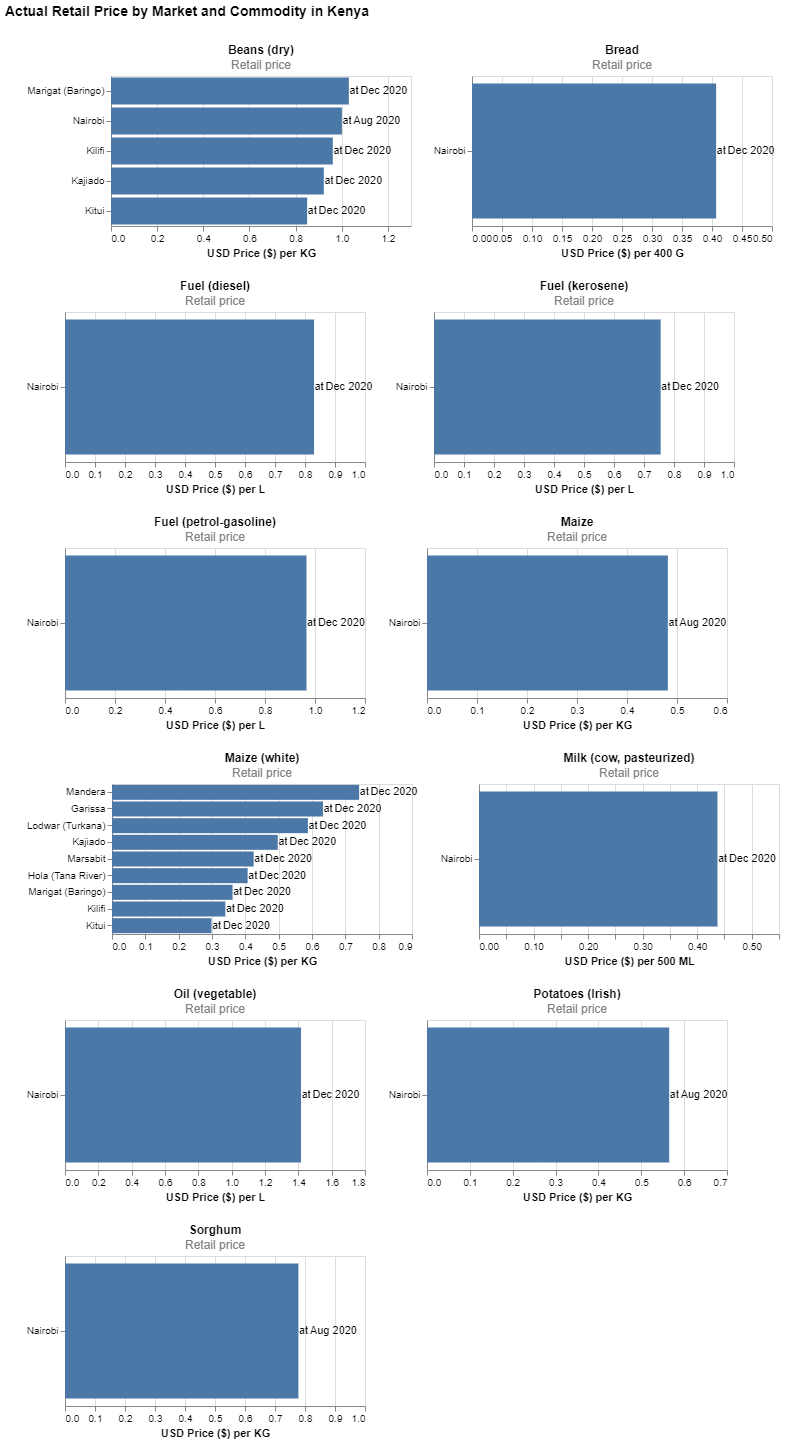 Actual Retail Price by Market and Commodity in Kenya
Beans (dry)
Retail price
Marigat (Baringo)
at Dec 2020
Nairobi
at Aug 2020
Kilifi
at Dec 2020
Kajiado
at Dec 2020
Kitui
at Dec 2020
0.0 0.2 0.4 0.6 0.8 1.0 1.2
USD Price ($) per KG
Bread
Retail price
Nairobi
at Dec 2020
0.00 0.05 0.10 0.15 0.20 0.25 0.30 0.35 0.40 0.45 0.50
USD Price ($) per 400 G
Fuel (diesel)
Retail price
Nairobi
at Dec 2020
0.0 0.1 0.2 0.3 0.4 0.5 0.6 0.7 0.8 0.9 1.0
USD Price ($) per L
Fuel (kerosene)
Retail price
Nairobi
at Dec 2020
0.0 0.1 0.2 0.3 0.4 0.5 0.6 0.7 0.8 0.9 1.0
USD Price ($) per L
Fuel (petrol-gasoline)
Retail price
Nairobi
at Dec 2020
0.0 0.2 0.4 0.6 0.8 1.0 1.2
USD Price ($) per L
Maize
Retail price
Nairobi
at Aug 2020
0.0 0.1 0.2 0.3 0.4 0.5 0.6
USD Price ($) per KG
Maize (white)
Retail price
Mandera
at Dec 2020
Garissa
at Dec 2020
Lodwar (Turkana)
at Dec 2020
Kajiado
at Dec 2020
Marsabit
at Dec 2020
Hola (Tana River)
at Dec 2020
Marigat (Baringo)
at Dec 2020
Kilifi
at Dec 2020
Kitui
at Dec 2020
0.0 0.1 0.2 0.3 0.4 0.5 0.6 0.7 0.8 0.9
USD Price ($) per KG
Milk (cow, pasteurized)
Retail price
Nairobi
at Dec 2020
0.00 0.10 0.20 0.30 0.40 0.50
USD Price ($) per 500 ML
Oil (vegetable)
Retail price
Nairobi
at Dec 2020
0.0 0.2 0.4 0.6 0.8 1.0 1.2 1.4 1.6 1.8
USD Price ($) per L
Potatoes (Irish)
Retail price
Nairobi
at Aug 2020
0.0 0.1 0.2 0.3 0.4 0.5 0.6 0.7
USD Price ($) per KG
Sorghum
Retail price
Nairobi
at Aug 2020
0.0 0.1 0.2 0.3 0.4 0.5 0.6 0.7 0.8 0.9 1.0
USD Price ($) per KG